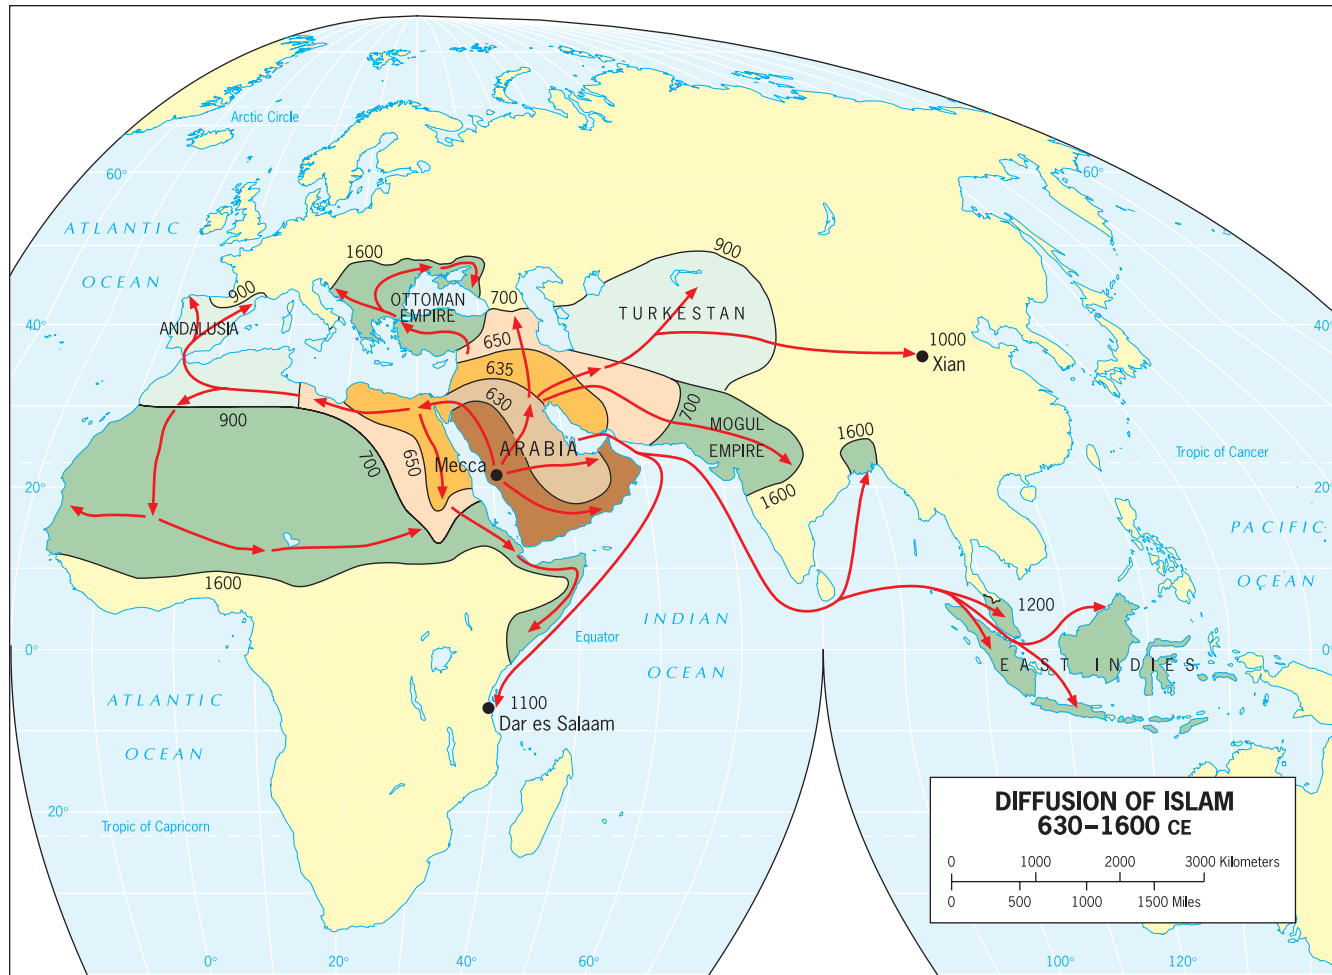 Arctic Circle
60°
60°
ATLANTIC
OCEAN
1600
900
900
OTTOMAN
EMPIRE
700
TURKESTAN
ANDALUSIA
40°
40°
650
1000
Xian
635
630
900
700
MOGUL
EMPIRE
1600
ARABIA
Mecca
700
650
Tropic of Cancer
20°
20°
1600
PACIFIC
OCEAN
1600
1200
INDIAN
OCEAN
Equator
0°
0°
EAST INDIES
ATLANTIC
OCEAN
1100
Dar es Salaam
20°
Tropic of Capricorn
DIFFUSION OF ISLAM
630–1600 CE
0 1000 2000 3000 Kilometers
0 500 1000 1500 Miles
0° 20° 40° 60° 100° 120°